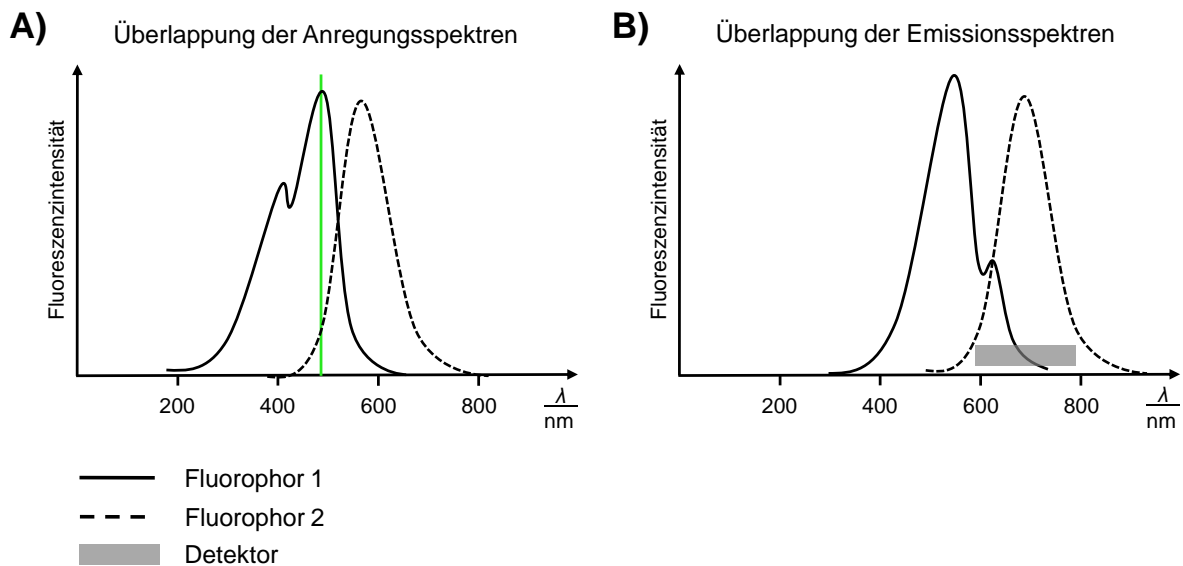 A)
Überlappung der Anregungsspektren
Fluoreszenzintensität
200
400
600
800
λ
nm
B)
Überlappung der Emissionsspektren
Fluoreszenzintensität
200
400
600
800
λ
nm
Fluorophor 1
Fluorophor 2
Detektor